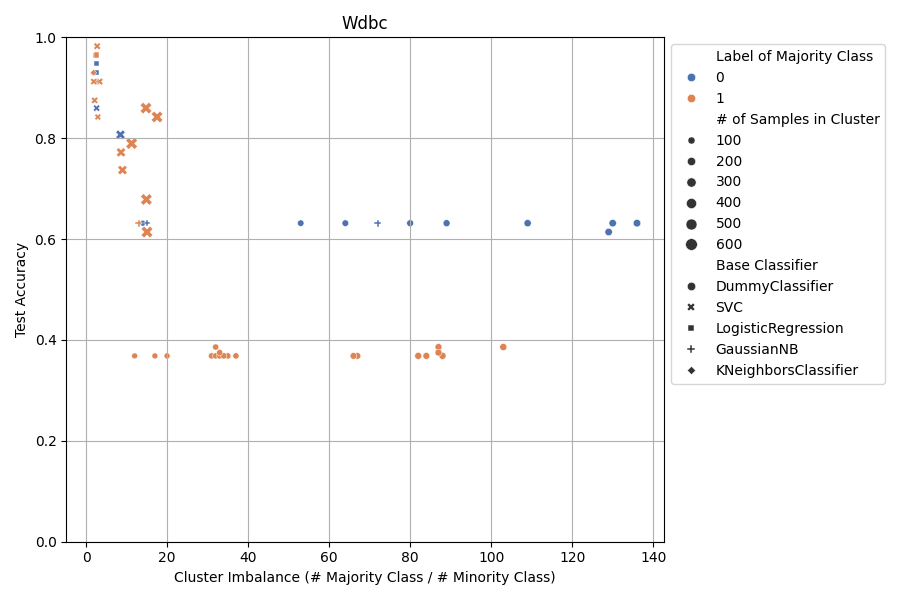 Wdbc
1.0
0.8
0.6
0.4
0.2
0.0
Test Accuracy
0 20 40 60 80 100 120 140
Cluster Imbalance (# Majority Class / # Minority Class)
Label of Majority Class
0
1
# of Samples in Cluster
100
200
300
400
500
600
Base Classifier
DummyClassifier
SVC
LogisticRegression
GaussianNB
KNeighborsClassifier